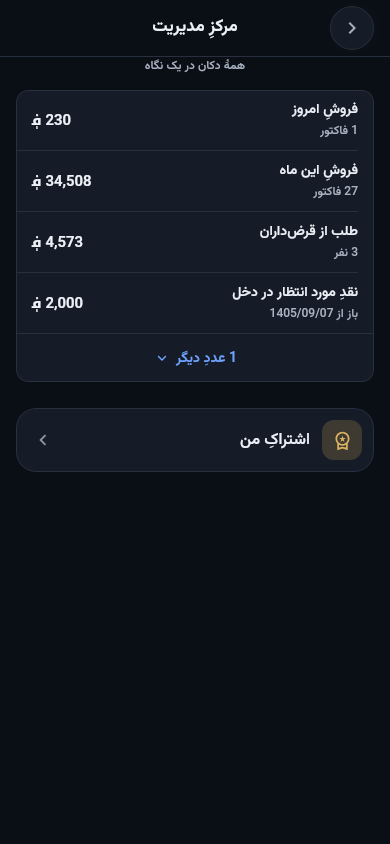 مرکزِ مدیریت
همهٔ دکان در یک نگاه
فروشِ امروز
230 ؋
1 فاکتور
فروشِ این ماه
34,508 ؋
27 فاکتور
طلب از قرض‌داران
4,573 ؋
3 نفر
نقدِ مورد انتظار در دخل
2,000 ؋
باز از 1405/09/07
1 عددِ دیگر
اشتراکِ من